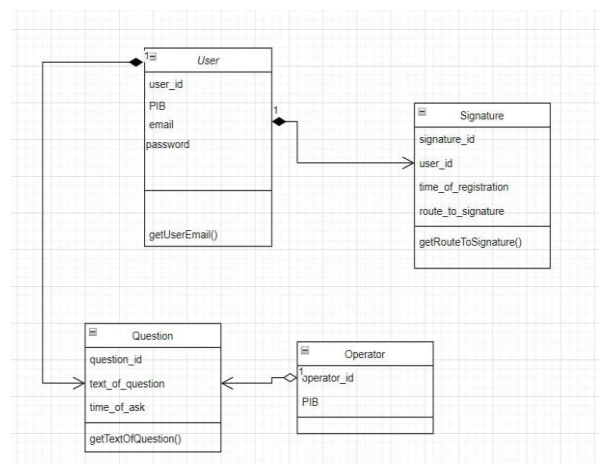 1
User
user_id
PIB
email
password
getUserEmail()
1
Signature
signature_id
user_id
time_of_registration
route_to_signature
getRouteToSignature()
Question
question_id
text_of_question
time_of_ask
getTextOfQuestion()
Operator
1
operator_id
PIB